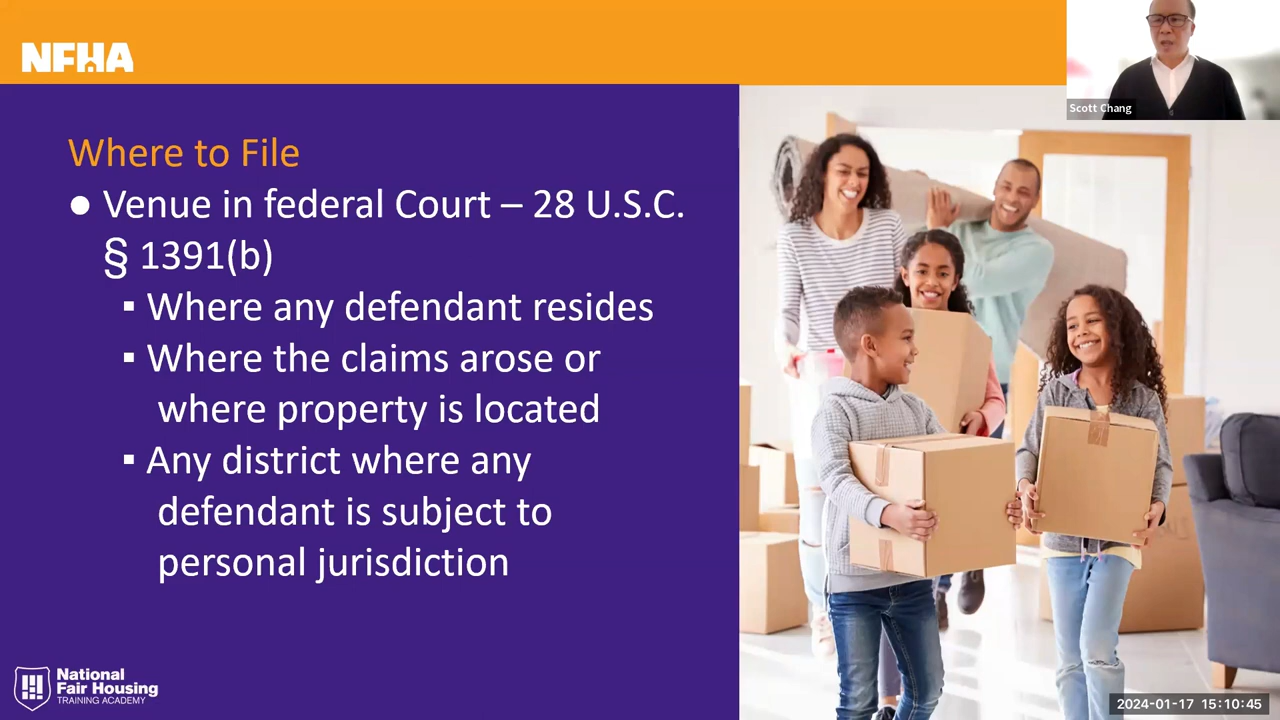 NFHA
Scott Chang
Where to File
● Venue in federal Court – 28 U.S.C.
§ 1391(b)
▪ Where any defendant resides
▪ Where the claims arose or
where property is located
▪ Any district where any
defendant is subject to
personal jurisdiction
National
Fair Housing
TRAINING ACADEMY
2024-01-17 15:10:45